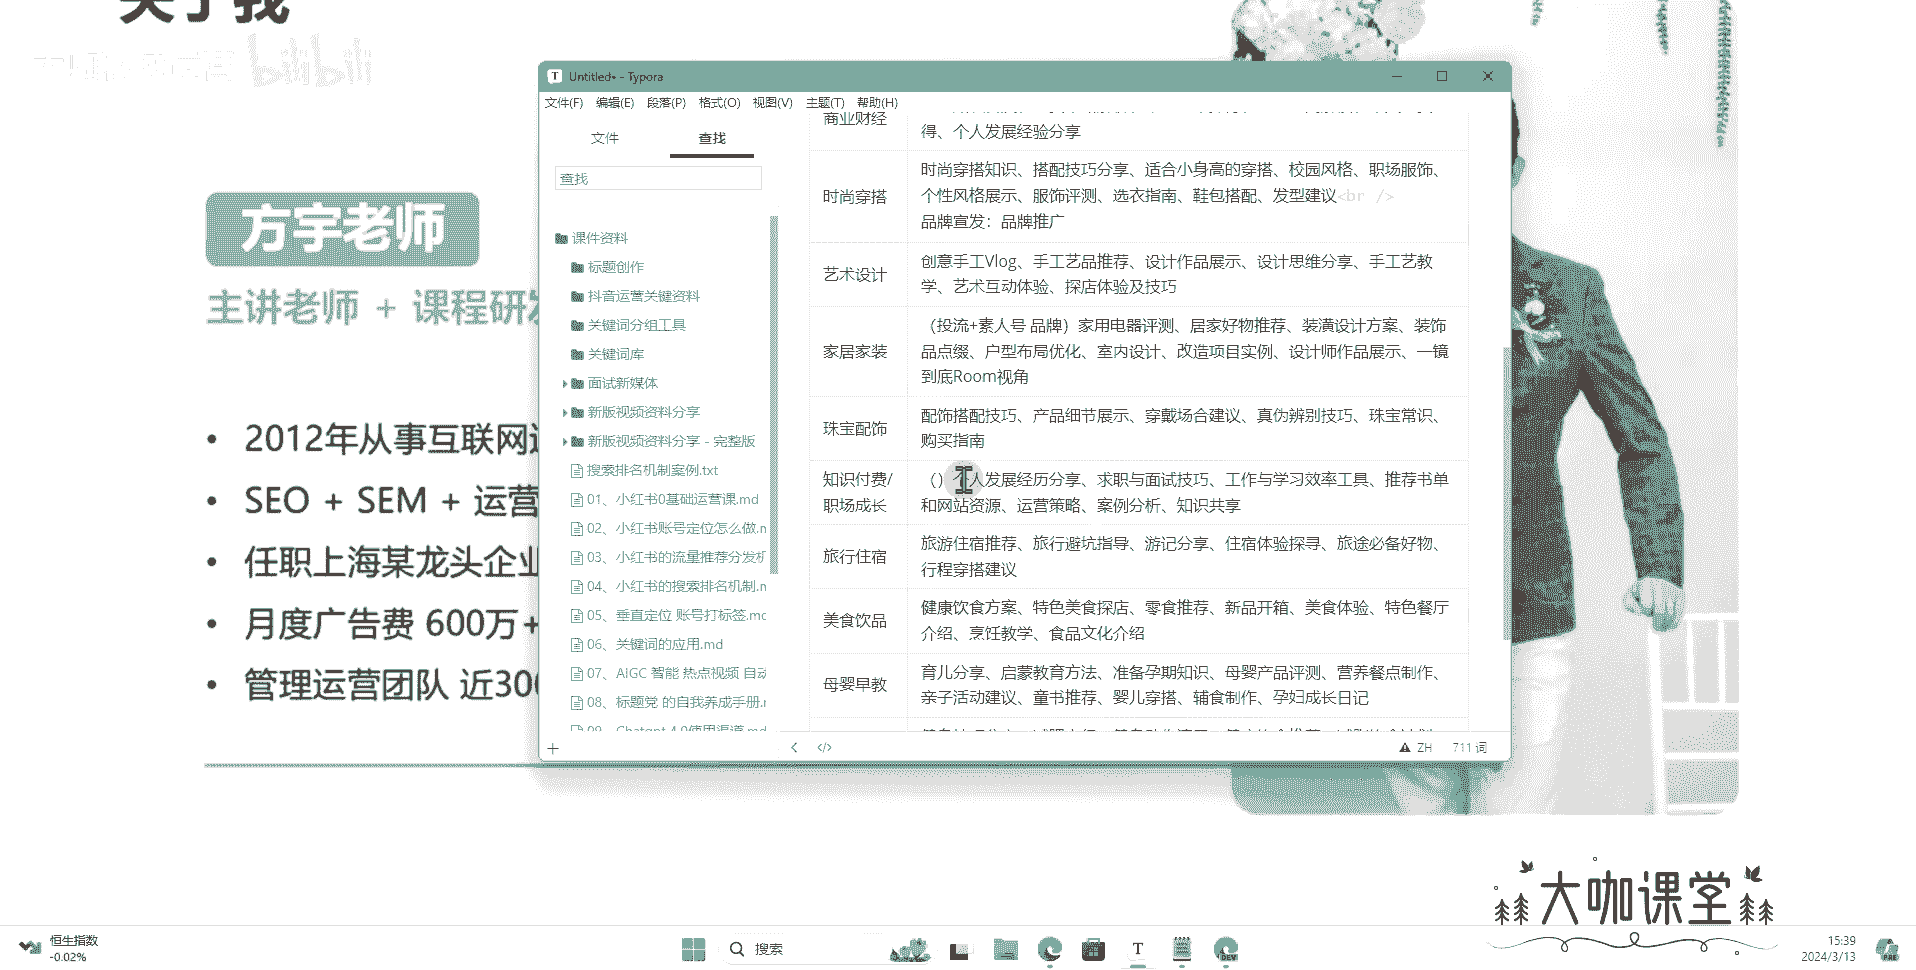 关于我
bilibili
方宇老师
主讲老师 + 课程研发
• 2012年从事互联网运
• SEO + SEM + 运营
• 任职上海某龙头企业
• 月度广告费 600万+
• 管理运营团队 近300
Untitled• - Typora
文件(F) 编辑(E) 段落(P) 格式(O) 视图(V) 主题(T) 帮助(H)
文件 查找
查找
课件资料
标题创作
抖音运营关键资料
关键词分组工具
关键词库
面试新媒体
新版视频资料分享
新版视频资料分享 - 完整版
搜索排名机制案例.txt
01、小红书0基础运营课.md
02、小红书账号定位怎么做.m
03、小红书的流量推荐分发机
04、小红书的搜索排名机制.m
05、垂直定位 账号打标签.mc
06、关键词的应用.md
07、AIGC 智能 热点视频 自动
08、标题党 的自我养成手册.r
09、Chatgpt 4.0使用渠道.md
商业财经
得、个人发展经验分享
时尚穿搭
时尚穿搭知识、搭配技巧分享、适合小身高的穿搭、校园风格、职场服饰、
个性风格展示、服饰评测、选衣指南、鞋包搭配、发型建议<br />
品牌宣发：品牌推广
艺术设计
创意手工Vlog、手工艺品推荐、设计作品展示、设计思维分享、手工艺教
学、艺术互动体验、探店体验及技巧
家居家装
（投流+素人号 品牌）家用电器评测、居家好物推荐、装潢设计方案、装饰
品点缀、户型布局优化、室内设计、改造项目实例、设计师作品展示、一镜
到底Room视角
珠宝配饰
配饰搭配技巧、产品细节展示、穿戴场合建议、真伪辨别技巧、珠宝常识、
购买指南
知识付费/
职场成长
（）个人发展经历分享、求职与面试技巧、工作与学习效率工具、推荐书单
和网站资源、运营策略、案例分析、知识共享
旅行住宿
旅游住宿推荐、旅行避坑指导、游记分享、住宿体验探寻、旅途必备好物、
行程穿搭建议
美食饮品
健康饮食方案、特色美食探店、零食推荐、新品开箱、美食体验、特色餐厅
介绍、烹饪教学、食品文化介绍
母婴早教
育儿分享、启蒙教育方法、准备孕期知识、母婴产品评测、营养餐点制作、
亲子活动建议、童书推荐、婴儿穿搭、辅食制作、孕妇成长日记
ZH 711 词
大咖课堂
恒生指数
-0.02%
搜索
DEV
15:39
2024/3/13
PRE